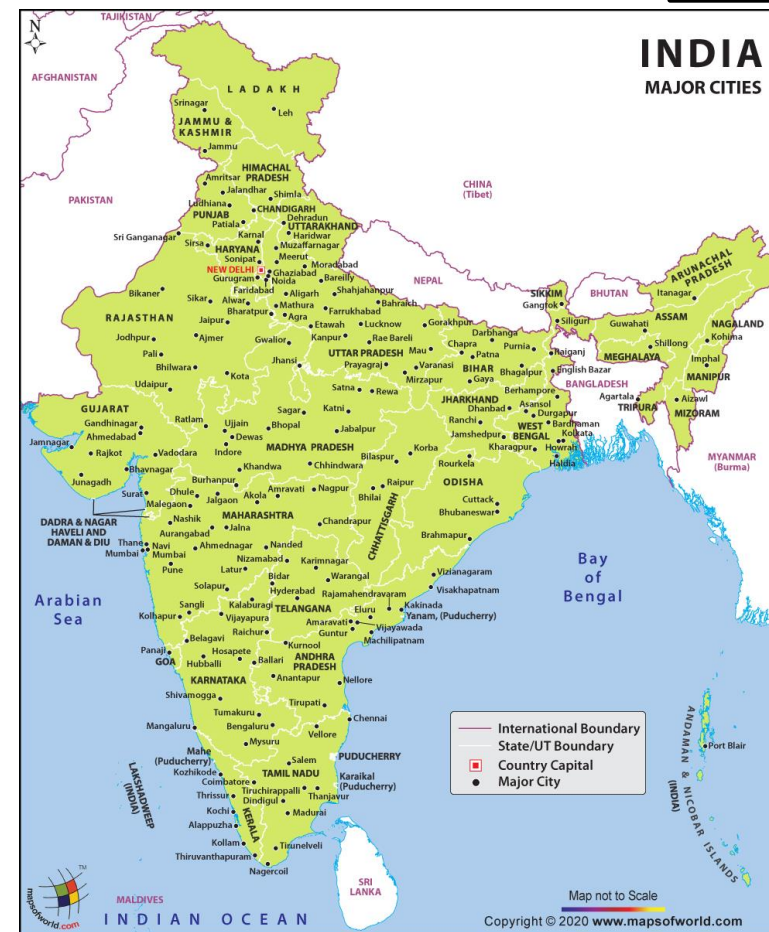 TAJIKISTAN
N
INDIA
MAJOR CITIES
AFGHANISTAN
LADAKH
Srinagar
Leh
JAMMU &
KASHMIR
Jammu
HIMACHAL
PRADESH
Amritsar
CHINA
(Tibet)
Jalandhar
Shimla
PAKISTAN
Ludhiana
CHANDIGARH
PUNJAB
Dehradun
Patiala
UTTARAKHAND
Sri Ganganagar
Karnal
Haridwar
Sirsa
HARYANA
Muzaffarnagar
Sonipat
Meerut
ARUNACHAL
PRADESH
NEW DELHI
Moradabad
Ghaziabad
Gurugram
Noida
Bareilly
NEPAL
SIKKIM
BHUTAN
Itanagar
Bikaner
Faridabad
Aligarh
Shahjahanpur
Gangtok
Sikar
Alwar
Mathura
Bahraich
RAJASTHAN
Bharatpur
Agra
Farrukhabad
Siliguri
ASSAM
Jaipur
Etawah
Lucknow
Gorakhpur
Guwahati
NAGALAND
Jodhpur
Ajmer
Gwalior
Kanpur
Rae Bareli
Darbhanga
Kohima
Pali
UTTAR PRADESH
Mau
Chapra
Purnia
Raiganj
Shillong
Bhilwara
Jhansi
Prayagraj
Varanasi
BIHAR
Patna
MEGHALAYA
Imphal
Kota
Mirzapur
Gaya
Bhagalpur
English Bazar
MANIPUR
Udaipur
Satna
Rewa
BANGLADESH
GUJARAT
JHARKHAND
Berhampore
Agartala
Aizawl
Gandhinagar
Ratlam
Ujjain
Sagar
Katni
Dhanbad
Asansol
TRIPURA
Ahmedabad
Bhopal
Ranchi
Durgapur
MIZORAM
Jamnagar
Dewas
Jabalpur
WEST
BENGAL
Bardhaman
Rajkot
Vadodara
Indore
MADHYA PRADESH
Jamshedpur
Kolkata
Korba
Kharagpur
Howrah
MYANMAR
(Burma)
Bhavnagar
Khandwa
Chhindwara
Bilaspur
Rourkela
Haldia
Junagadh
Burhanpur
Surat
Dhule
Amravati
Nagpur
Raipur
ODISHA
Jalgaon
Akola
Bhilai
Malegaon
CHHATTISGARH
Cuttack
DADRA & NAGAR
HAVELI AND
DAMAN & DIU
MAHARASHTRA
Bhubaneswar
Nashik
Jalna
Chandrapur
Aurangabad
Brahmapur
Thane
Navi
Mumbai
Mumbai
Ahmednagar
Nanded
Nizamabad
Karimnagar
Bay
of
Bengal
Pune
Latur
Bidar
Warangal
Vizianagaram
Solapur
Hyderabad
Rajamahendravaram
Visakhapatnam
Arabian
Sea
Sangli
Kalaburagi
TELANGANA
Eluru
Kakinada
Kolhapur
Vijayapura
Amaravati
Yanam, (Puducherry)
Raichur
Guntur
Vijayawada
Belagavi
Kurnool
Machilipatnam
Panaji
Hosapete
ANDHRA
PRADESH
GOA
Hubballi
Ballari
KARNATAKA
Anantapur
Nellore
Shivamogga
Tirupati
Tumakuru
Chennai
Mangaluru
Bengaluru
Vellore
Mysuru
Mahe
(Puducherry)
PUDUCHERRY
Salem
Kozhikode
TAMIL NADU
Karaikal
(Puducherry)
Coimbatore
Tiruchirappalli
Thrissur
Dindigul
Thanjavur
LAKSHADWEEP
(INDIA)
Kochi
KERALA
Madurai
Alappuzha
Kollam
Tirunelveli
Thiruvanthapuram
Nagercoil
International Boundary
State/UT Boundary
Country Capital
Major City
Port Blair
ANDAMAN & NICOBAR ISLANDS
(INDIA)
SRI
LANKA
TM
mapsofworld.com
MALDIVES
INDIAN OCEAN
Map not to Scale
Copyright © 2020 www.mapsofworld.com